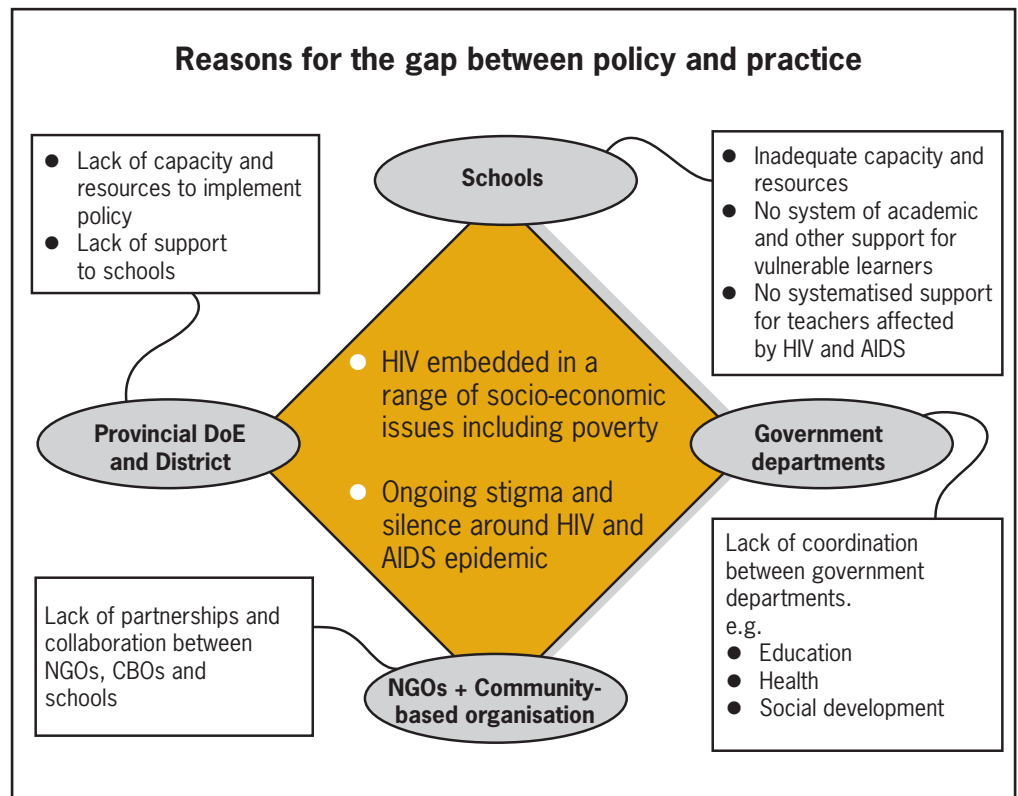 Reasons for the gap between policy and practice
● Lack of capacity and
resources to implement
policy
● Lack of support
to schools
Schools
● Inadequate capacity and
resources
● No system of academic
and other support for
vulnerable learners
● No systematised support
for teachers affected
by HIV and AIDS
● HIV embedded in a
range of socio-economic
issues including poverty
● Ongoing stigma and
silence around HIV and
AIDS epidemic
Provincial DoE
and District
Government
departments
Lack of partnerships and
collaboration between
NGOs, CBOs and
schools
NGOs + Community-
based organisation
Lack of coordination
between government
departments.
e.g.
● Education
● Health
● Social development